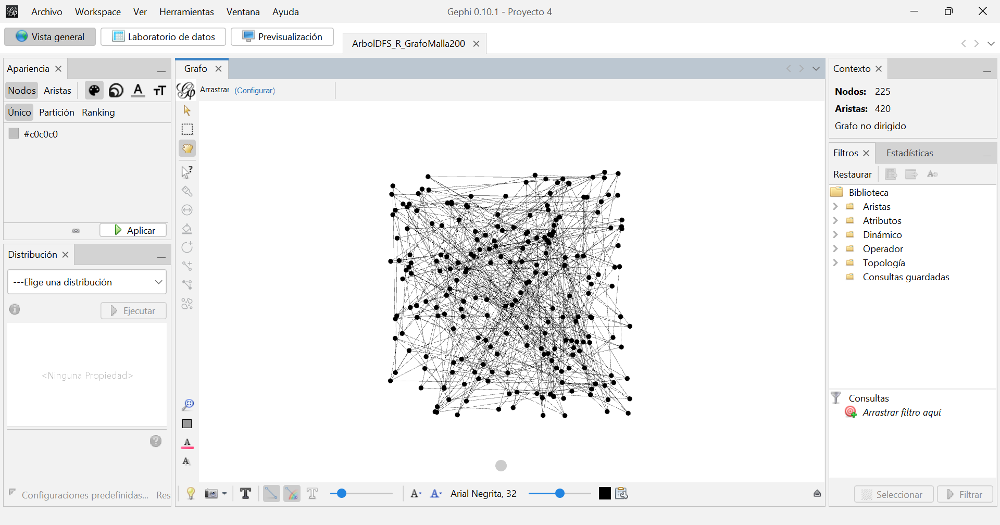 Archivo Workspace Ver Herramientas Ventana Ayuda
Gephi 0.10.1 - Proyecto 4
Vista general
Laboratorio de datos
Previsualización
ArbolDFS_R_GrafoMalla200
Apariencia
Nodos Aristas
Único Partición Ranking
#c0c0c0
Aplicar
Distribución
---Elige una distribución
Ejecutar
<Ninguna Propiedad>
Configuraciones predefinidas... Res
Grafo
Arrastrar (Configurar)
Arial Negrita, 32
Contexto
Nodos: 225
Aristas: 420
Grafo no dirigido
Filtros
Estadísticas
Restaurar
Biblioteca
Aristas
Atributos
Dinámico
Operador
Topología
Consultas guardadas
Consultas
Arrastrar filtro aquí
Seleccionar
Filtrar